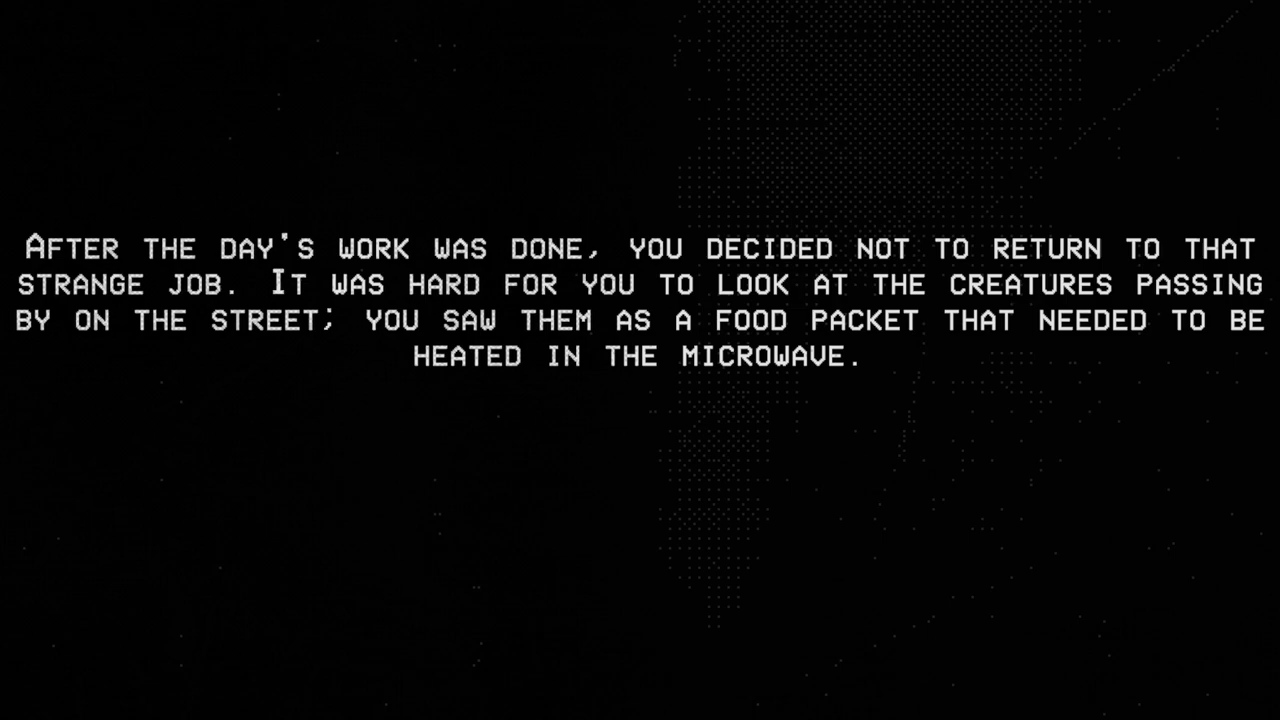 After the day's work was done, you decided not to return to that
strange job. It was hard for you to look at the creatures passing
by on the street; you saw them as a food packet that needed to be
heated in the microwave.